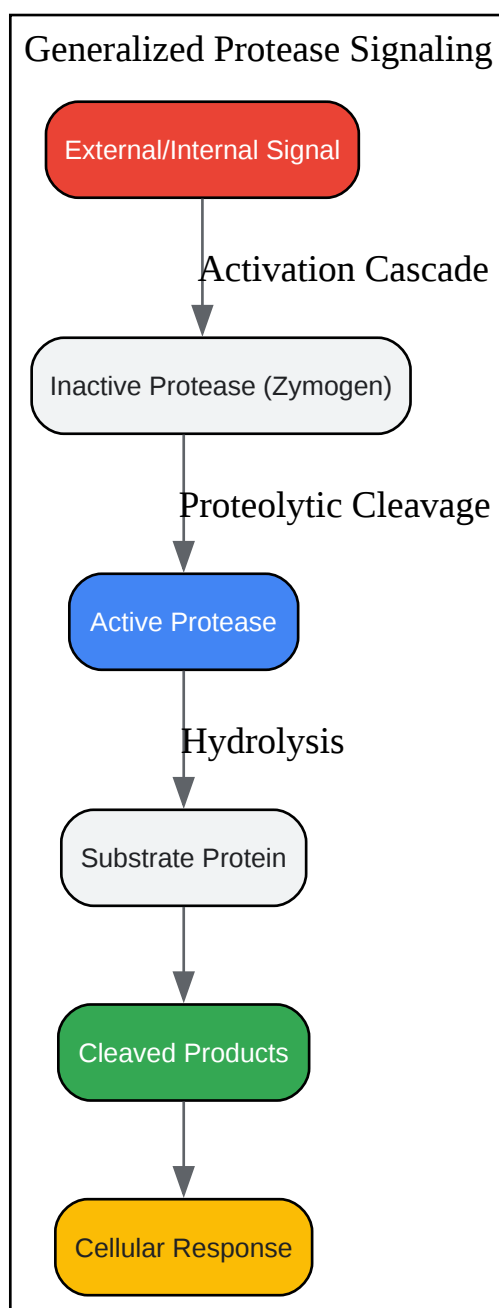 Generalized Protease Signaling
External/Internal Signal
Activation Cascade
Inactive Protease (Zymogen)
Proteolytic Cleavage
Active Protease
Hydrolysis
Substrate Protein
Cleaved Products
Cellular Response